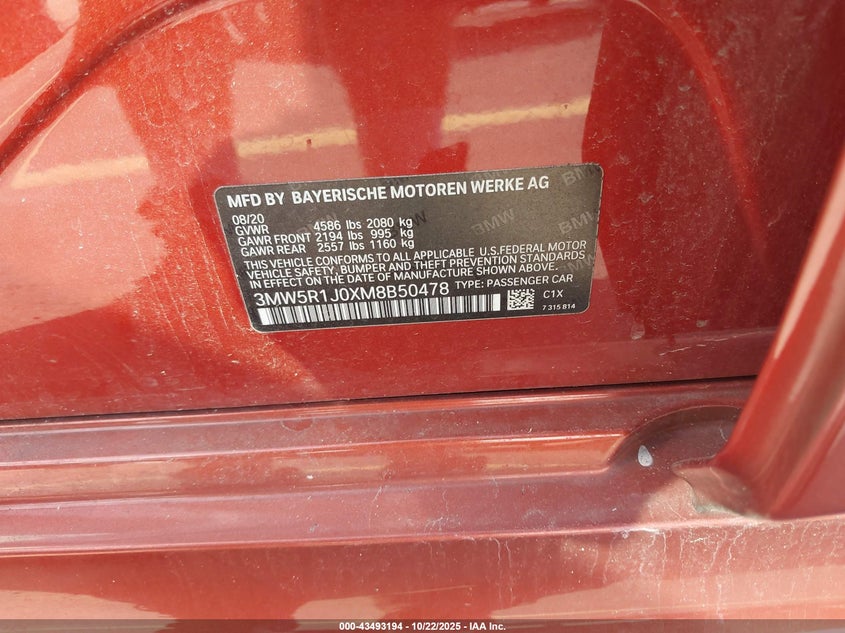 MFD BY BAYERISCHE MOTOREN WERKE AG
08/20
GVWR 4586 lbs 2080 kg
GAWR FRONT 2194 lbs 995 kg
GAWR REAR 2557 lbs 1160 kg
THIS VEHICLE CONFORMS TO ALL APPLICABLE U.S.FEDERAL MOTOR
VEHICLE SAFETY, BUMPER AND THEFT PREVENTION STANDARDS
IN EFFECT ON THE DATE OF MANUFACTURE SHOWN ABOVE.
3MW5R1J0XM8B50478 TYPE: PASSENGER CAR
C1X
7 315 814
BMW
000-43493194 - 10/22/2025 - IAA Inc.